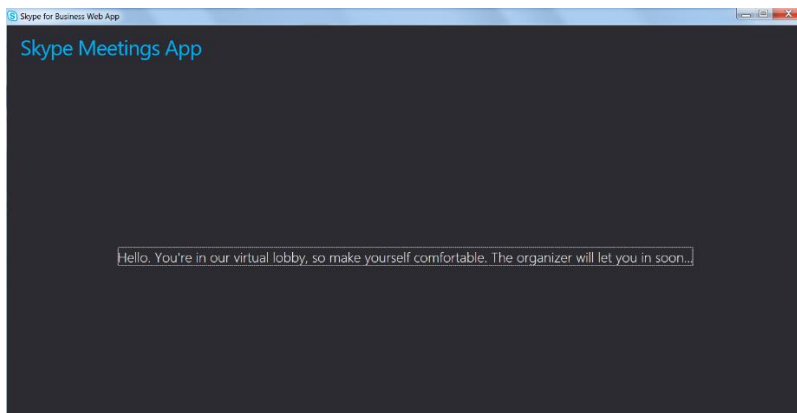 Skype for Business Web App
Skype Meetings App
Hello. You're in our virtual lobby, so make yourself comfortable. The organizer will let you in soon...